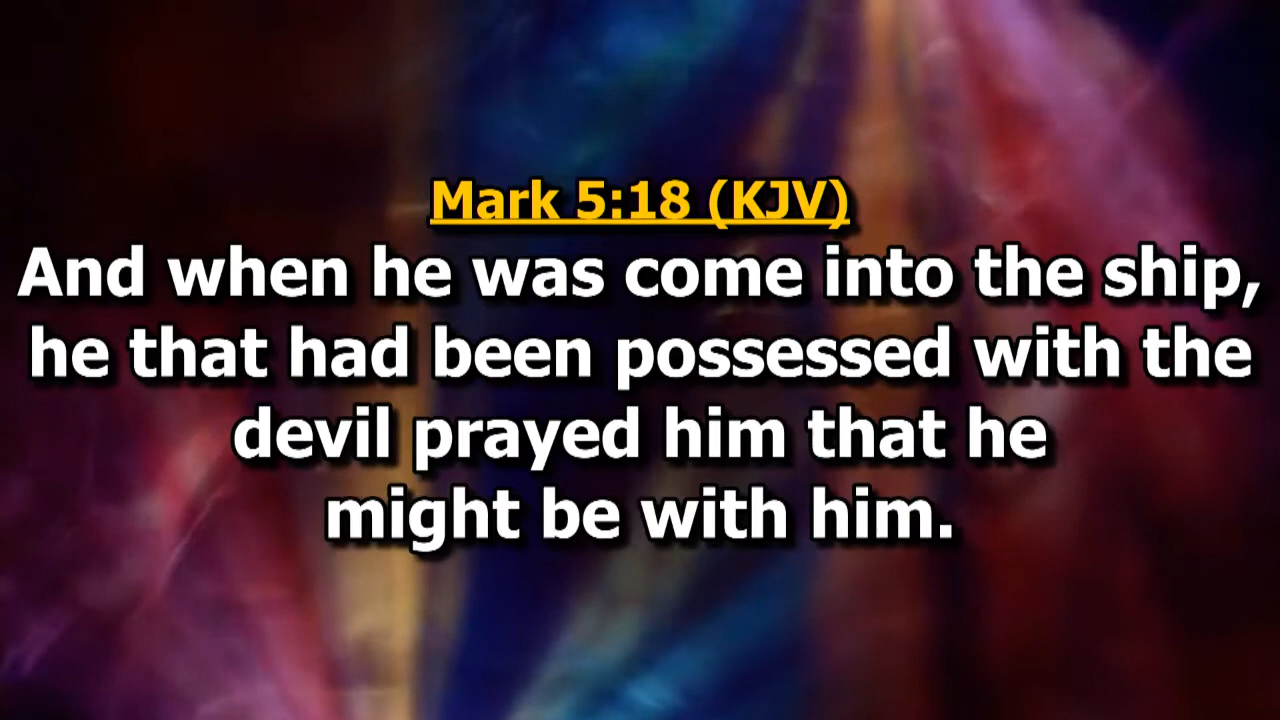 Mark 5:18 (KJV)
And when he was come into the ship,
he that had been possessed with the
devil prayed him that he
might be with him.